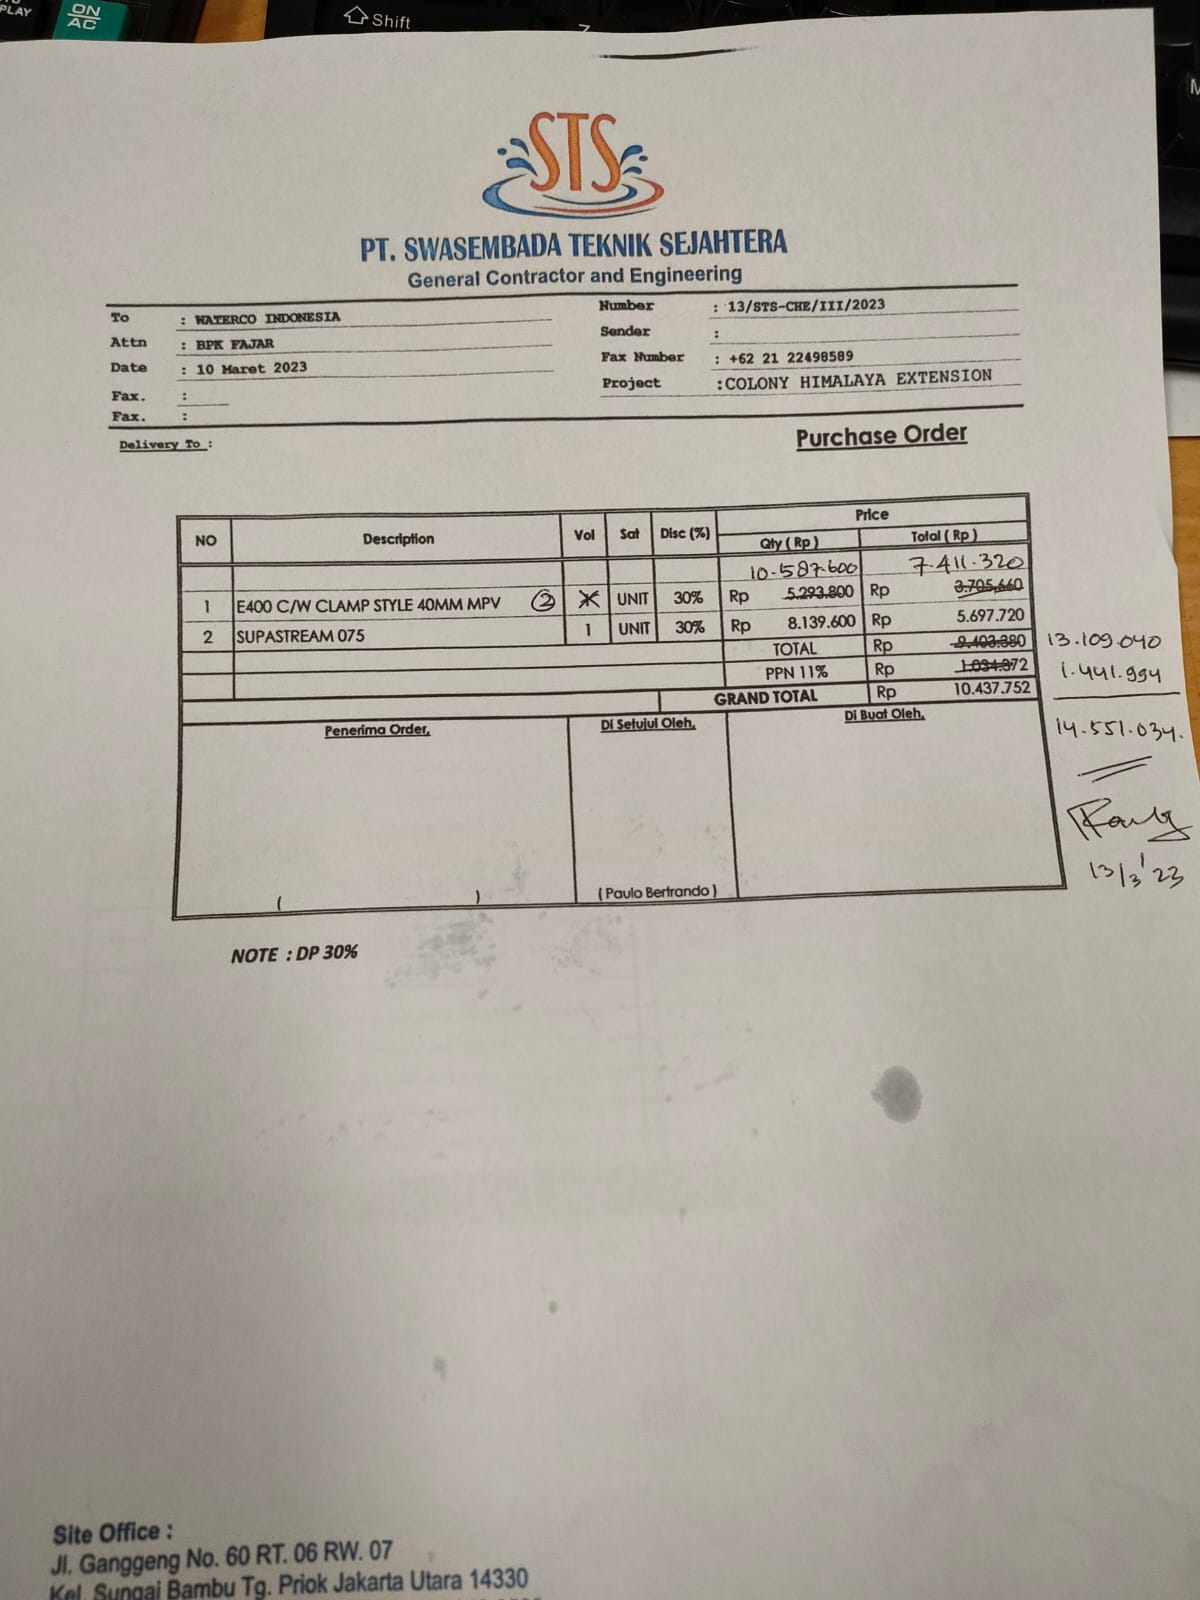 PLAY
ON
AC
Shift
STS
PT. SWASEMBADA TEKNIK SEJAHTERA
General Contractor and Engineering
To : WATERCO INDONESIA
Attn : BPK FAJAR
Date : 10 Maret 2023
Fax. :
Fax. :
Number : 13/STS-CHE/III/2023
Sender :
Fax Number : +62 21 22498589
Project :COLONY HIMALAYA EXTENSION
Delivery To :
Purchase Order
NO Description Vol Sat Disc (%) Price
Qty ( Rp ) Total ( Rp )
10.587.600 7.411.320
1 E400 C/W CLAMP STYLE 40MM MPV 2 UNIT 30% Rp 5.293.800 Rp 3.705,660
2 SUPASTREAM 075 1 UNIT 30% Rp 8.139.600 Rp 5.697.720
TOTAL Rp 9.403.380 13.109.040
PPN 11% Rp 1.034.372 1.441.994
GRAND TOTAL Rp 10.437.752
14.551.034.
Penerima Order, Di Setujui Oleh, Di Buat Oleh,
13/3'23
( ) ( Paulo Bertrando )
NOTE : DP 30%
Site Office :
Jl. Ganggeng No. 60 RT. 06 RW. 07
Kel. Sungai Bambu Tg. Priok Jakarta Utara 14330